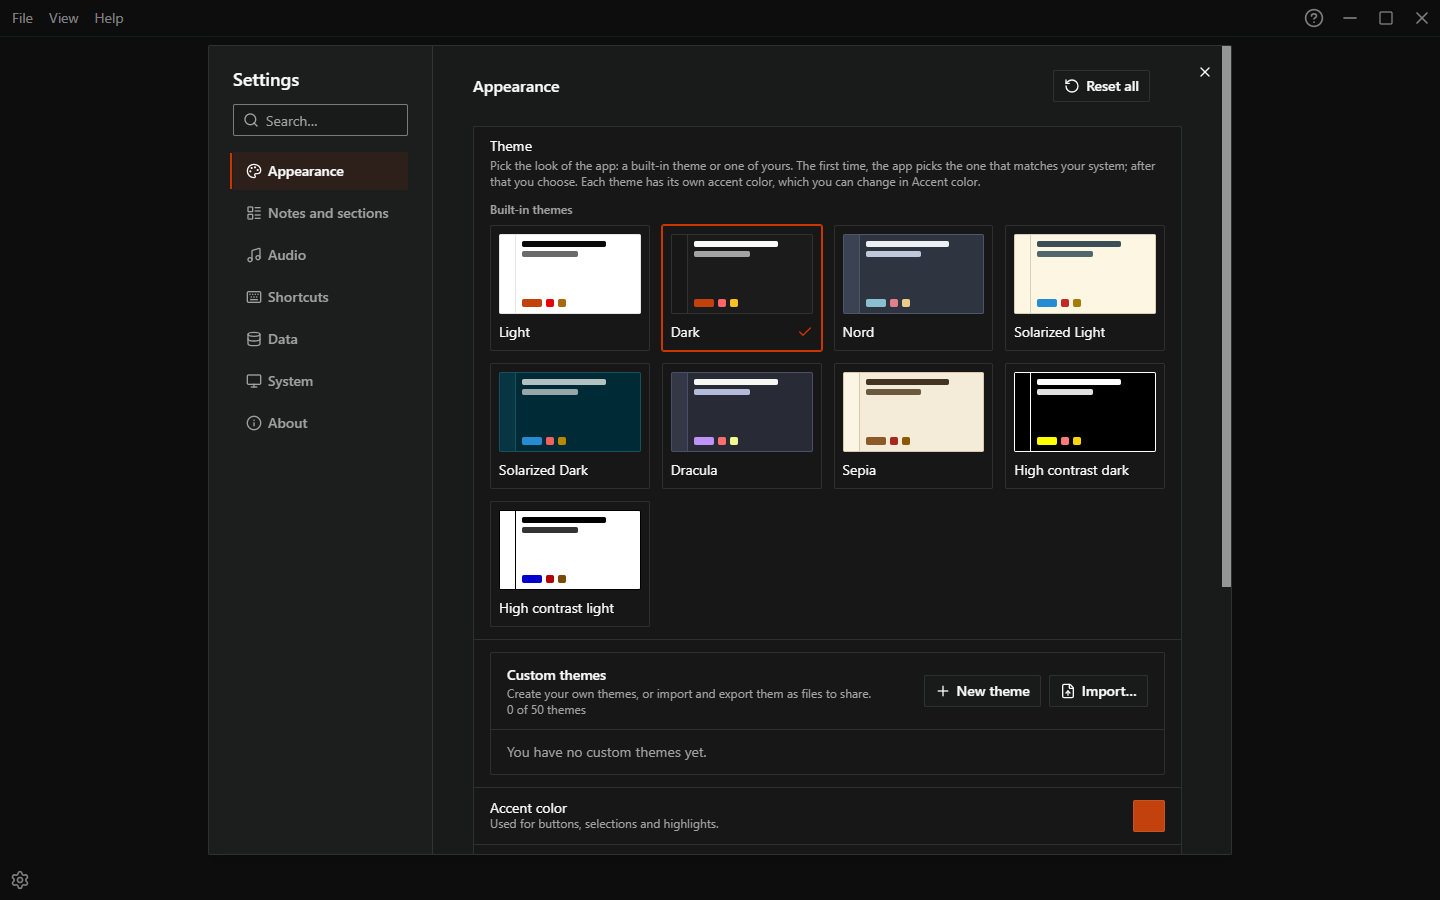 File View Help
Settings
Search...
Appearance
Notes and sections
Audio
Shortcuts
Data
System
About
Appearance
Reset all
Theme
Pick the look of the app: a built-in theme or one of yours. The first time, the app picks the one that matches your system; after
that you choose. Each theme has its own accent color, which you can change in Accent color.
Built-in themes
Light
Dark
Nord
Solarized Light
Solarized Dark
Dracula
Sepia
High contrast dark
High contrast light
Custom themes
Create your own themes, or import and export them as files to share.
0 of 50 themes
New theme
Import...
You have no custom themes yet.
Accent color
Used for buttons, selections and highlights.